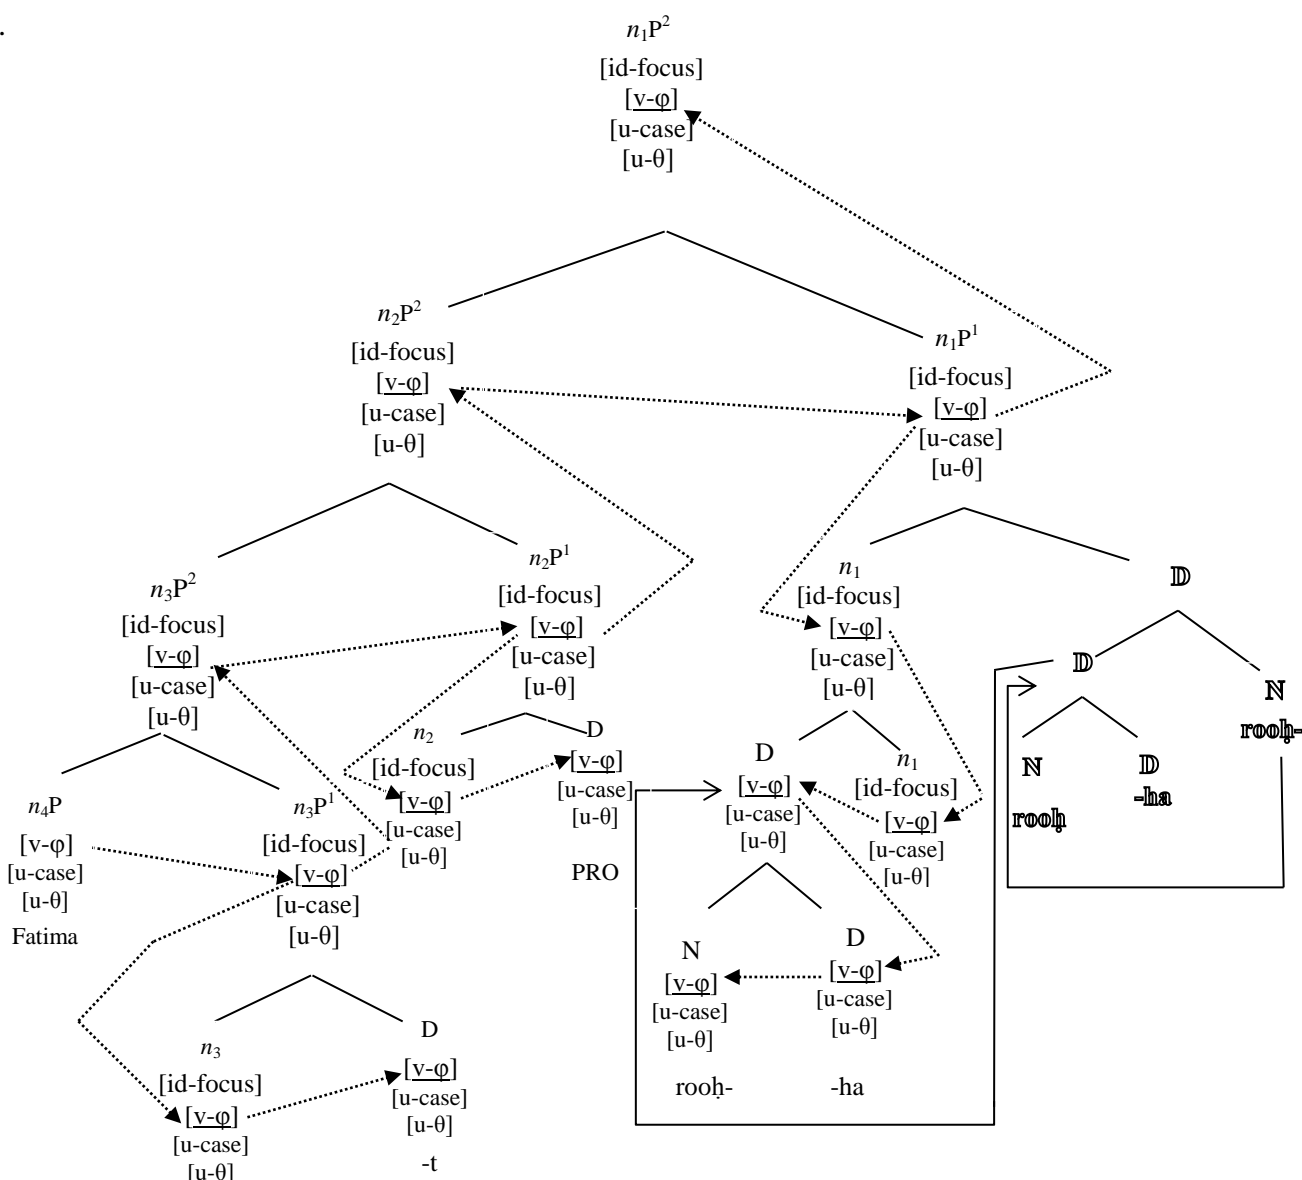 .
n₁P²
[id-focus]
[v-φ]
[u-case]
[u-θ]
n₂P²
[id-focus]
[v-φ]
[u-case]
[u-θ]
n₁P¹
[id-focus]
[v-φ]
[u-case]
[u-θ]
n₃P²
[id-focus]
[v-φ]
[u-case]
[u-θ]
n₂P¹
[id-focus]
[v-φ]
[u-case]
[u-θ]
n₁
[id-focus]
[v-φ]
[u-case]
[u-θ]
𝔻
𝔻
ℕ
rooḥ-
ℕ
rooḥ
𝔻
-ha
n₄P
[v-φ]
[u-case]
[u-θ]
Fatima
n₃P¹
[id-focus]
[v-φ]
[u-case]
[u-θ]
n₂
[id-focus]
[v-φ]
[u-case]
[u-θ]
D
[v-φ]
[u-case]
[u-θ]
PRO
D
[v-φ]
[u-case]
[u-θ]
n₁
[id-focus]
[v-φ]
[u-case]
[u-θ]
N
[v-φ]
[u-case]
[u-θ]
rooḥ-
D
[v-φ]
[u-case]
[u-θ]
-ha
n₃
[id-focus]
[v-φ]
[u-case]
[u-θ]
D
[v-φ]
[u-case]
[u-θ]
-t